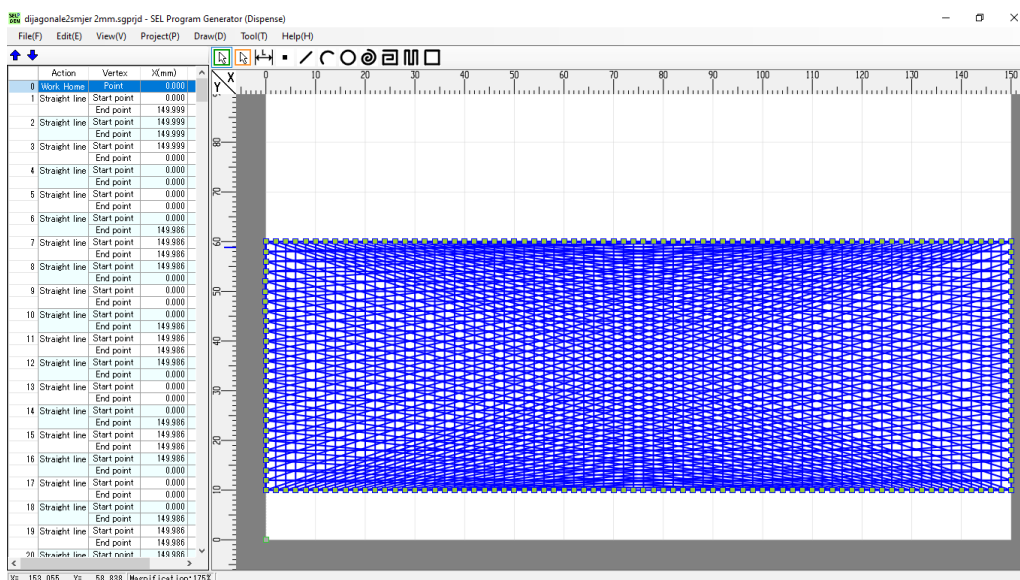 dijagonale2smjer 2mm.sgprjd - SEL Program Generator (Dispense)
File(F) Edit(E) View(V) Project(P) Draw(D) Tool(T) Help(H)
Action Vertex X(mm)
0 Work Home Point 0.000
1 Straight line Start point 0.000
End point 149.999
2 Straight line Start point 149.999
End point 149.999
3 Straight line Start point 149.999
End point 0.000
4 Straight line Start point 0.000
End point 0.000
5 Straight line Start point 0.000
End point 0.000
6 Straight line Start point 0.000
End point 149.986
7 Straight line Start point 149.986
End point 149.986
8 Straight line Start point 149.986
End point 0.000
9 Straight line Start point 0.000
End point 0.000
10 Straight line Start point 0.000
End point 149.986
11 Straight line Start point 149.986
End point 149.986
12 Straight line Start point 149.986
End point 0.000
13 Straight line Start point 0.000
End point 0.000
14 Straight line Start point 0.000
End point 149.986
15 Straight line Start point 149.986
End point 149.986
16 Straight line Start point 149.986
End point 0.000
17 Straight line Start point 0.000
End point 0.000
18 Straight line Start point 0.000
End point 149.986
19 Straight line Start point 149.986
End point 149.986
20 Straight line Start point 149.986
X
Y
0 10 20 30 40 50 60 70 80 90 100 110 120 130 140 150
80
70
60
50
40
30
20
10
0
X= 153.055 Y= 58.838 Magnification:175%